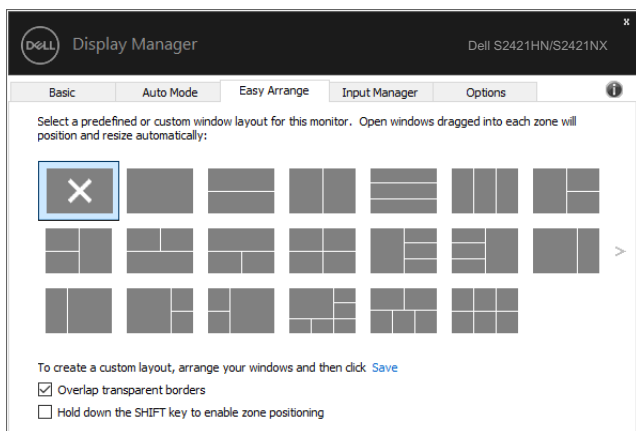 x
DELL Display Manager Dell S2421HN/S2421NX
Basic Auto Mode Easy Arrange Input Manager Options i
Select a predefined or custom window layout for this monitor. Open windows dragged into each zone will
position and resize automatically:
>
To create a custom layout, arrange your windows and then click Save
Overlap transparent borders
Hold down the SHIFT key to enable zone positioning